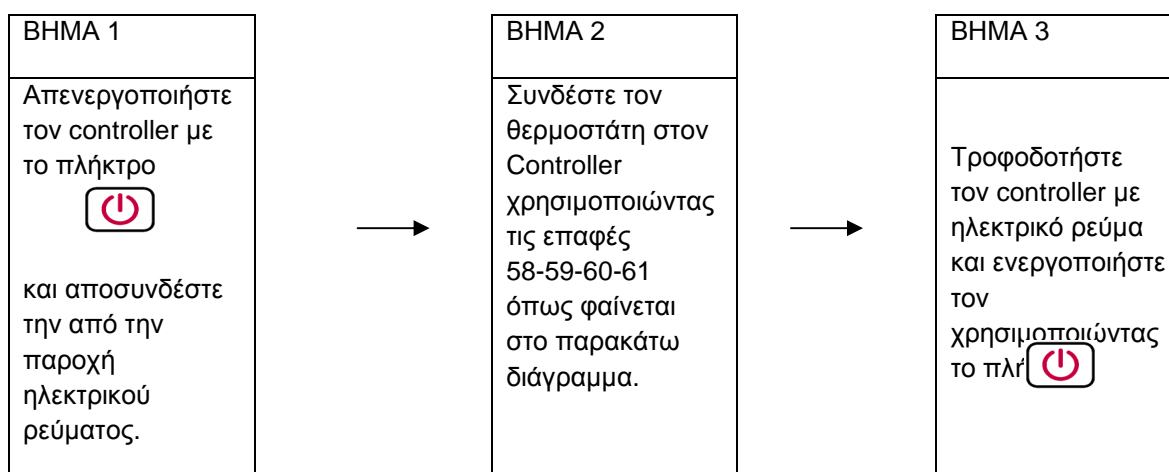 ΒΗΜΑ 1
Απενεργοποιήστε
τον controller με
το πλήκτρο
και αποσυνδέστε
την από την
παροχή
ηλεκτρικού
ρεύματος.
ΒΗΜΑ 2
Συνδέστε τον
θερμοστάτη στον
Controller
χρησιμοποιώντας
τις επαφές
58-59-60-61
όπως φαίνεται
στο παρακάτω
διάγραμμα.
ΒΗΜΑ 3
Τροφοδοτήστε
τον controller με
ηλεκτρικό ρεύμα
και ενεργοποιήστε
τον
χρησιμοποιώντας
το πλή